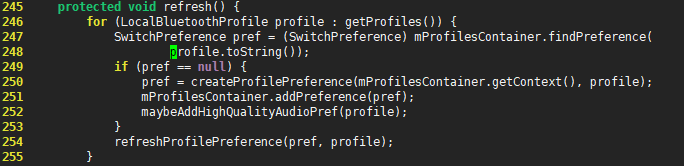 245     protected void refresh() {
246         for (LocalBluetoothProfile profile : getProfiles()) {
247             SwitchPreference pref = (SwitchPreference) mProfilesContainer.findPreference(
248                     profile.toString());
249             if (pref == null) {
250                 pref = createProfilePreference(mProfilesContainer.getContext(), profile);
251                 mProfilesContainer.addPreference(pref);
252                 maybeAddHighQualityAudioPref(profile);
253             }
254             refreshProfilePreference(pref, profile);
255         }